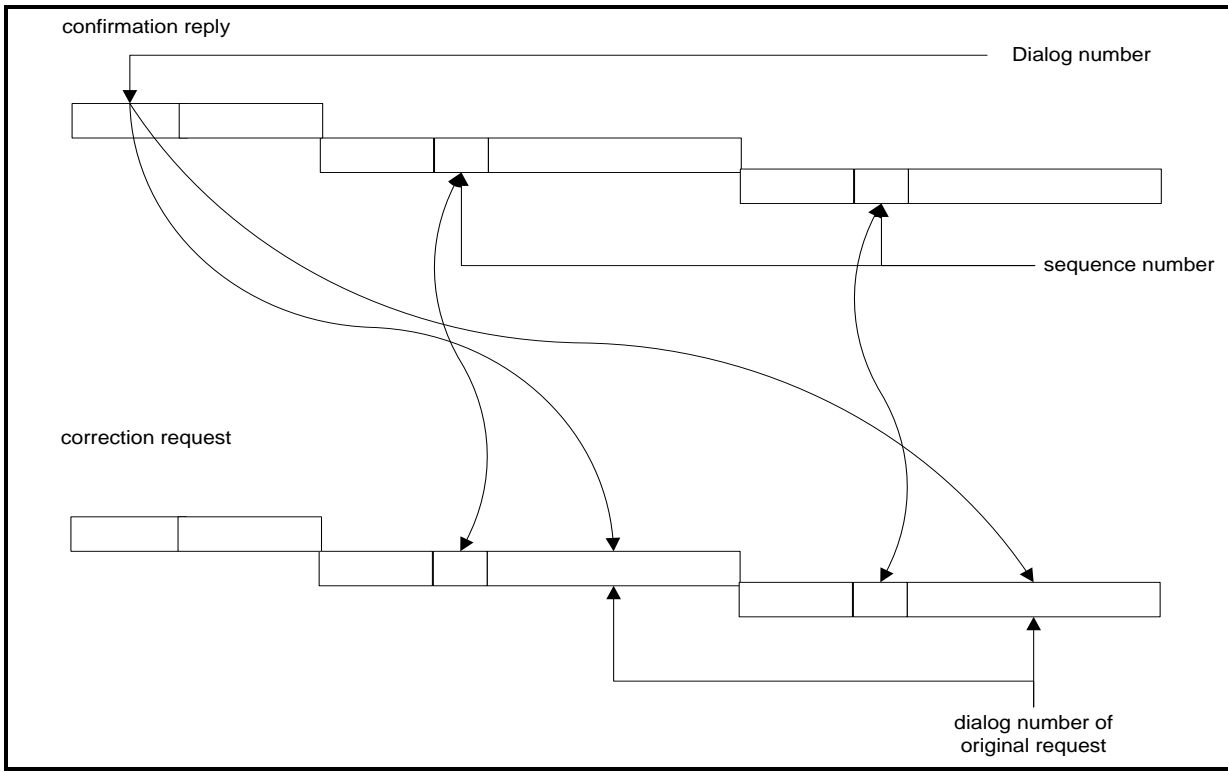 confirmation reply
Dialog number
sequence number
correction request
dialog number of
original request